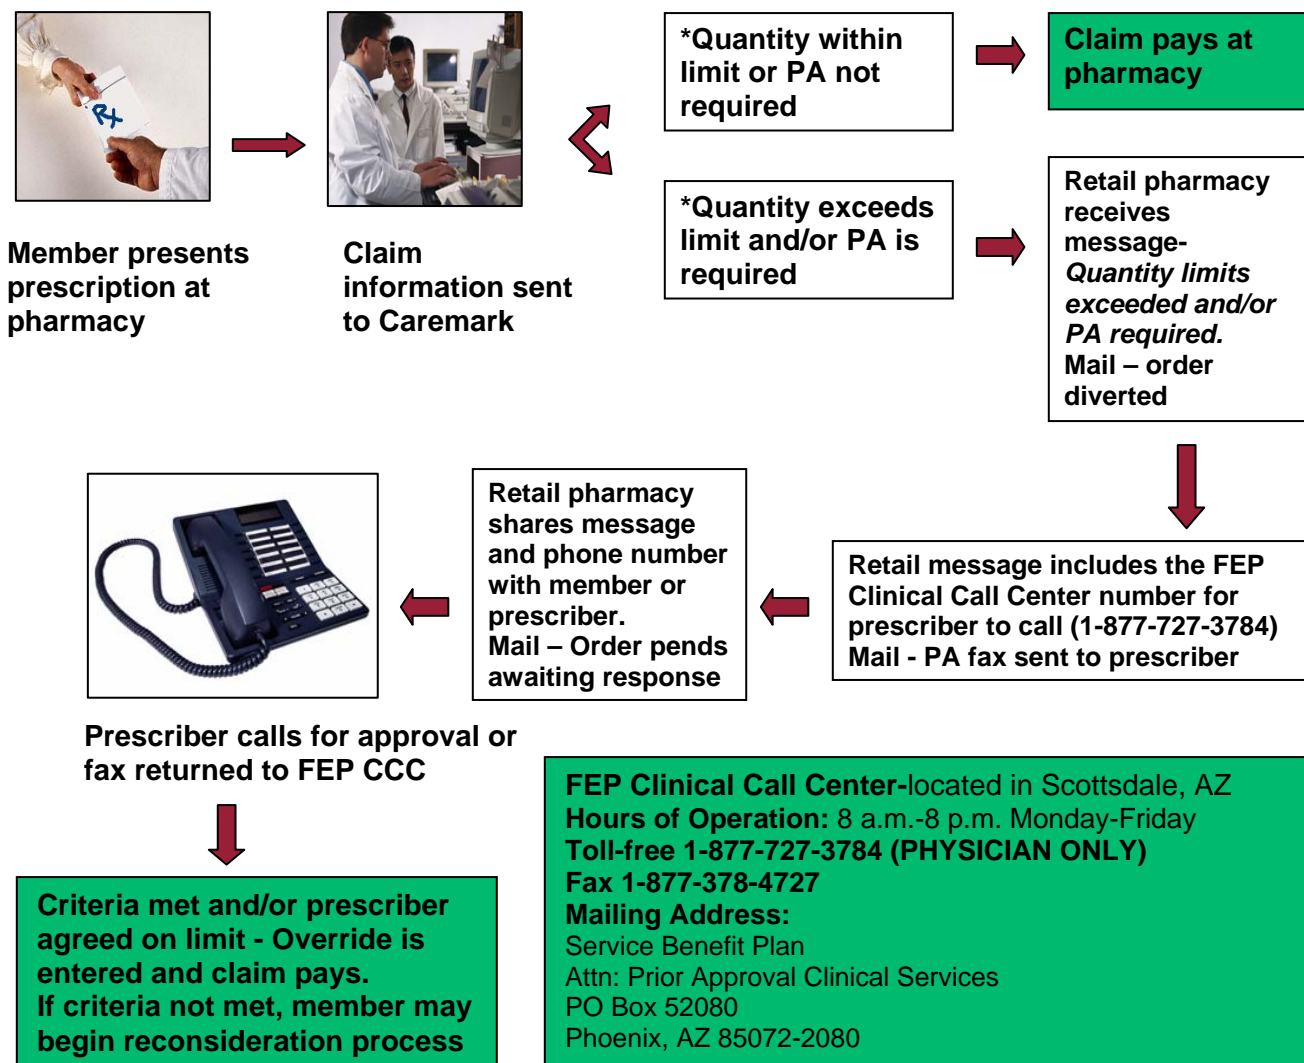 Rx
Member presents
prescription at
pharmacy
Claim
information sent
to Caremark
*Quantity within
limit or PA not
required
Claim pays at
pharmacy
*Quantity exceeds
limit and/or PA is
required
Retail pharmacy
receives
message-
Quantity limits
exceeded and/or
PA required.
Mail – order
diverted
Retail message includes the FEP
Clinical Call Center number for
prescriber to call (1-877-727-3784)
Mail - PA fax sent to prescriber
Retail pharmacy
shares message
and phone number
with member or
prescriber.
Mail – Order pends
awaiting response
Prescriber calls for approval or
fax returned to FEP CCC
Criteria met and/or prescriber
agreed on limit - Override is
entered and claim pays.
If criteria not met, member may
begin reconsideration process
FEP Clinical Call Center-located in Scottsdale, AZ
Hours of Operation: 8 a.m.-8 p.m. Monday-Friday
Toll-free 1-877-727-3784 (PHYSICIAN ONLY)
Fax 1-877-378-4727
Mailing Address:
Service Benefit Plan
Attn: Prior Approval Clinical Services
PO Box 52080
Phoenix, AZ 85072-2080